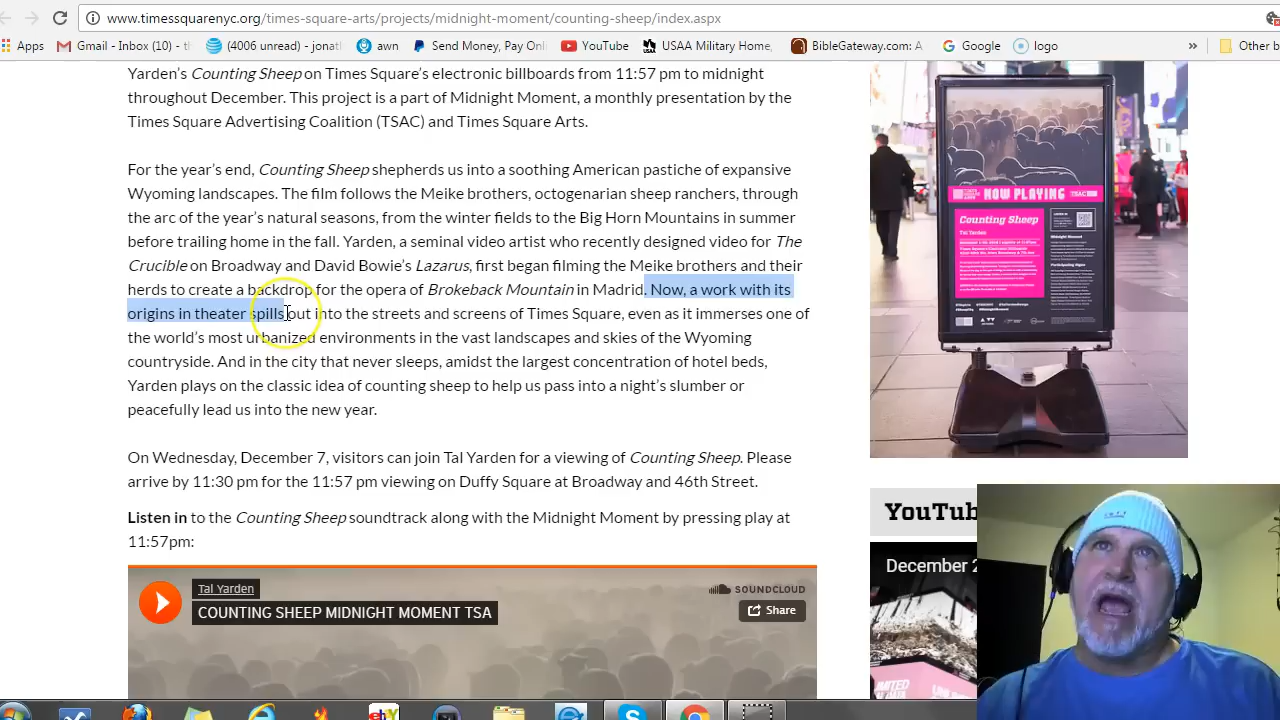 www.timessquarenyc.org/times-square-arts/projects/midnight-moment/counting-sheep/index.aspx
Apps Gmail - Inbox (10) - tl (406 unread) - jonatl awn Send Money, Pay Onli YouTube USAA Military Home, BibleGateway.com: A Google logo » Other b
Yarden's Counting Sheep on Times Square's electronic billboards from 11:57 pm to midnight
throughout December. This project is a part of Midnight Moment, a monthly presentation by the
Times Square Advertising Coalition (TSAC) and Times Square Arts.
For the year's end, Counting Sheep shepherds us into a soothing American pastiche of expansive
Wyoming landscapes. The film follows the Meike brothers, octogenarian sheep ranchers, through
the arc of the year's natural seasons, from the winter fields to the Big Horn Mountains in summer
before trailing home in the fall. Yarden, a seminal video artist who recently designed video for T
Crucible on Broadway and Ivo van Hove's Lazarus, first began filming the Meike brothers and their
herds to create a backdrop for the opera of Brokeback Mountain in Madrid. Now, a work with its
origins in theater spills out to the streets and screens of Times Square where it immerses one of
the world's most urbanized environments in the vast landscapes and skies of the Wyoming
countryside. And in the city that never sleeps, amidst the largest concentration of hotel beds,
Yarden plays on the classic idea of counting sheep to help us pass into a night's slumber or
peacefully lead us into the new year.
On Wednesday, December 7, visitors can join Tal Yarden for a viewing of Counting Sheep. Please
arrive by 11:30 pm for the 11:57 pm viewing on Duffy Square at Broadway and 46th Street.
Listen in to the Counting Sheep soundtrack along with the Midnight Moment by pressing play at
11:57pm:
Tal Yarden
COUNTING SHEEP MIDNIGHT MOMENT TSA
SOUNDCLOUD
Share
NOW PLAYING TSAC
Counting Sheep
Tal Yarden
YouTub
December 2
UNLIMITED
ebY